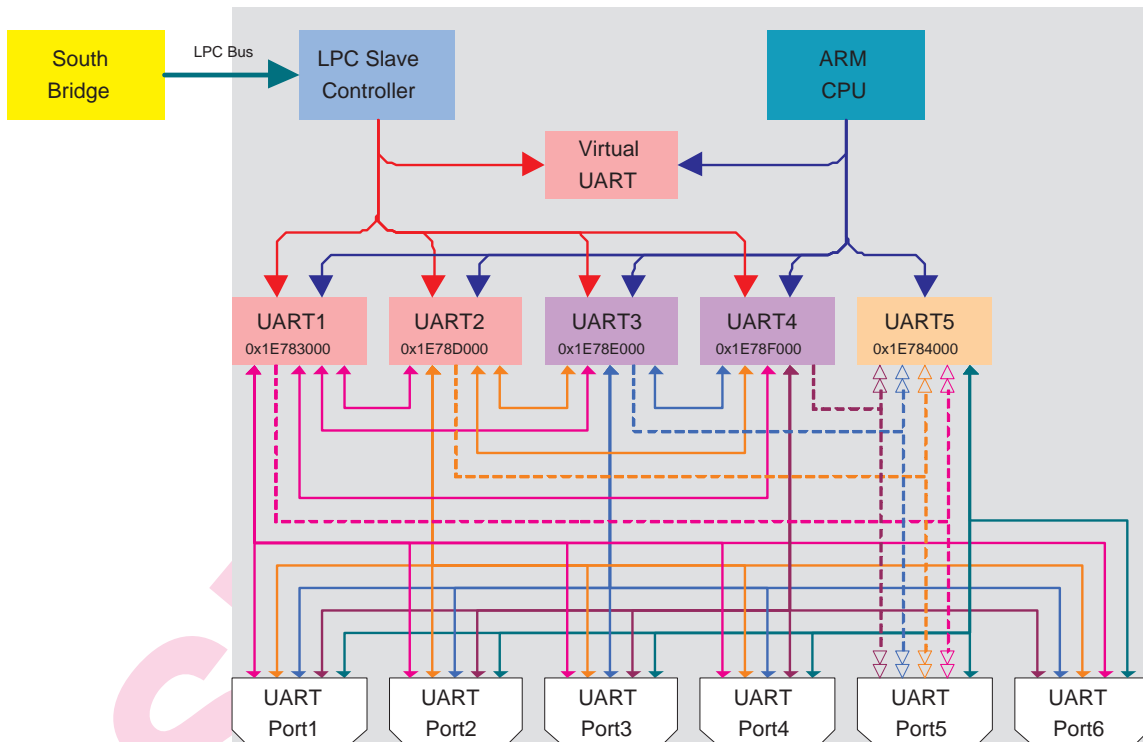 South
Bridge
LPC Bus
LPC Slave
Controller
ARM
CPU
Virtual
UART
UART1
0x1E783000
UART2
0x1E78D000
UART3
0x1E78E000
UART4
0x1E78F000
UART5
0x1E784000
UART
Port1
UART
Port2
UART
Port3
UART
Port4
UART
Port5
UART
Port6